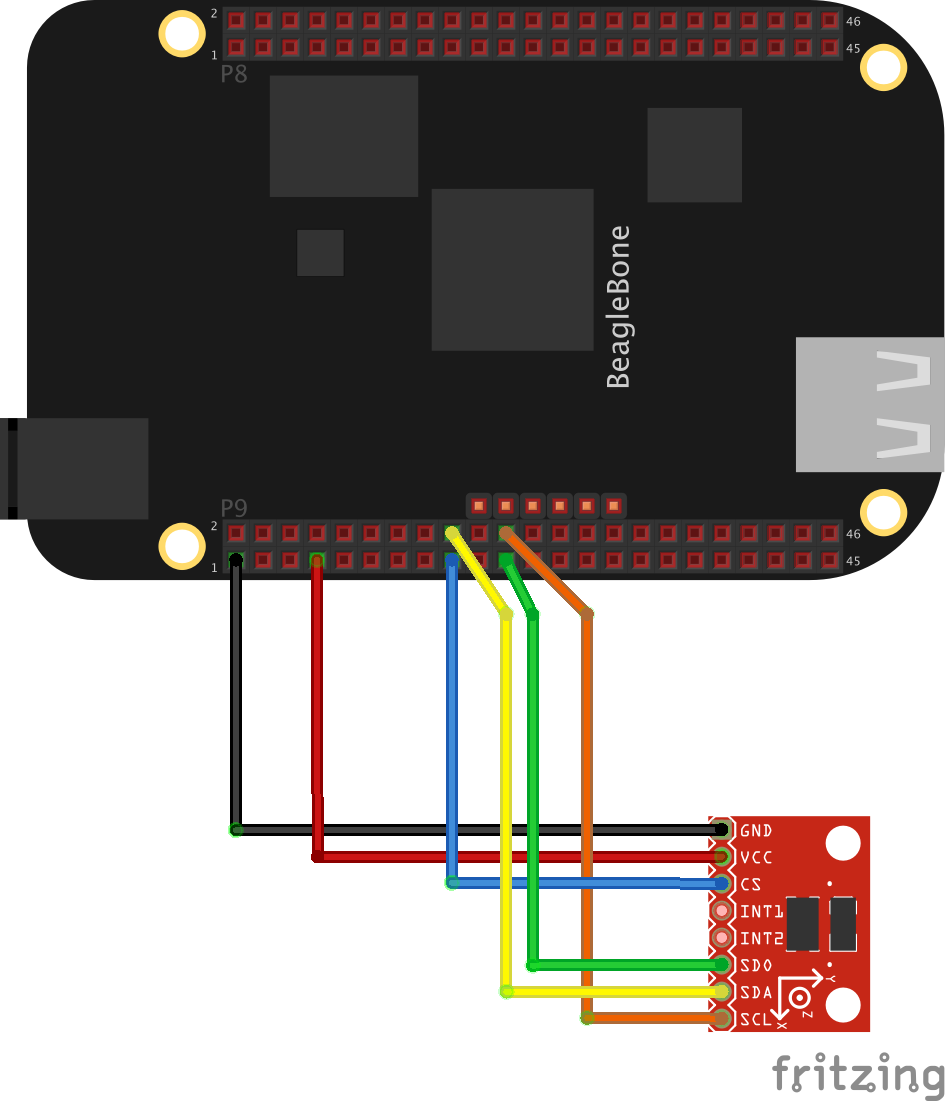 2
46
1
45
P8
BeagleBone
P9
2
46
1
45
GND
VCC
CS
INT1
INT2
SDO
SDA
SCL
Y
Z
X
fritzing